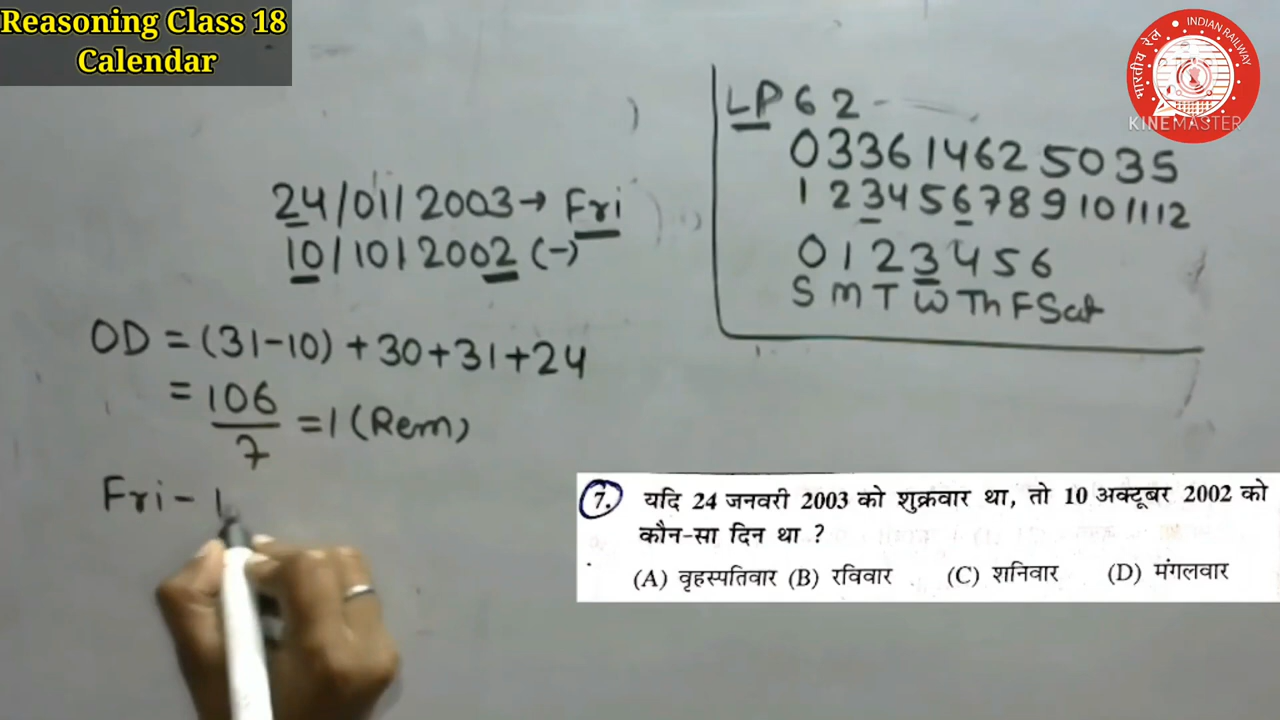 Reasoning Class 18
Calendar
भारतीय रेल INDIAN RAILWAY
KINEMASTER
LP 6 2
0 3 3 6 1 4 6 2 5 0 3 5
1 2 3 4 5 6 7 8 9 10 11 12
0 1 2 3 4 5 6
S M T W Th F Sat
24/01/2003→ Fri
10/10/2002 (-)
OD = (31-10) + 30+31+24
= 106/7 = 1 (Rem)
Fri - 1
7. यदि 24 जनवरी 2003 को शुक्रवार था, तो 10 अक्टूबर 2002 को
कौन-सा दिन था ?
(A) वृहस्पतिवार (B) रविवार (C) शनिवार (D) मंगलवार